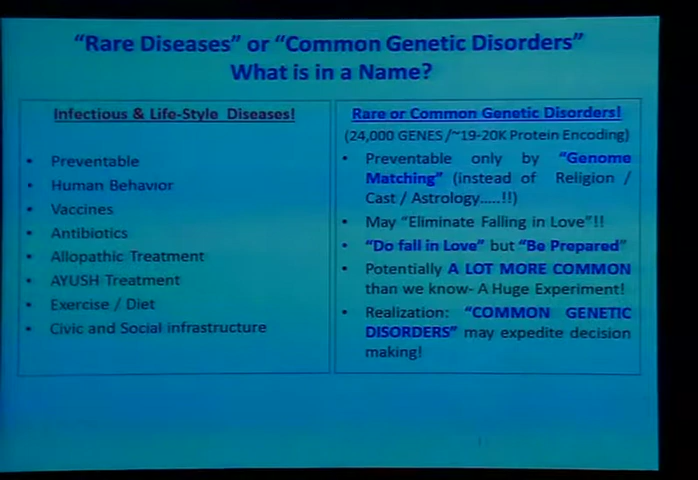 "Rare Diseases" or "Common Genetic Disorders"
What is in a Name?
Infectious & Life-Style Diseases!
• Preventable
• Human Behavior
• Vaccines
• Antibiotics
• Allopathic Treatment
• AYUSH Treatment
• Exercise / Diet
• Civic and Social infrastructure
Rare or Common Genetic Disorders!
(24,000 GENES /~19-20K Protein Encoding)
• Preventable only by "Genome
Matching" (instead of Religion /
Cast / Astrology.....!!)
• May "Eliminate Falling in Love"!!
• "Do fall in Love" but "Be Prepared"
• Potentially A LOT MORE COMMON
than we know- A Huge Experiment!
• Realization: "COMMON GENETIC
DISORDERS" may expedite decision
making!